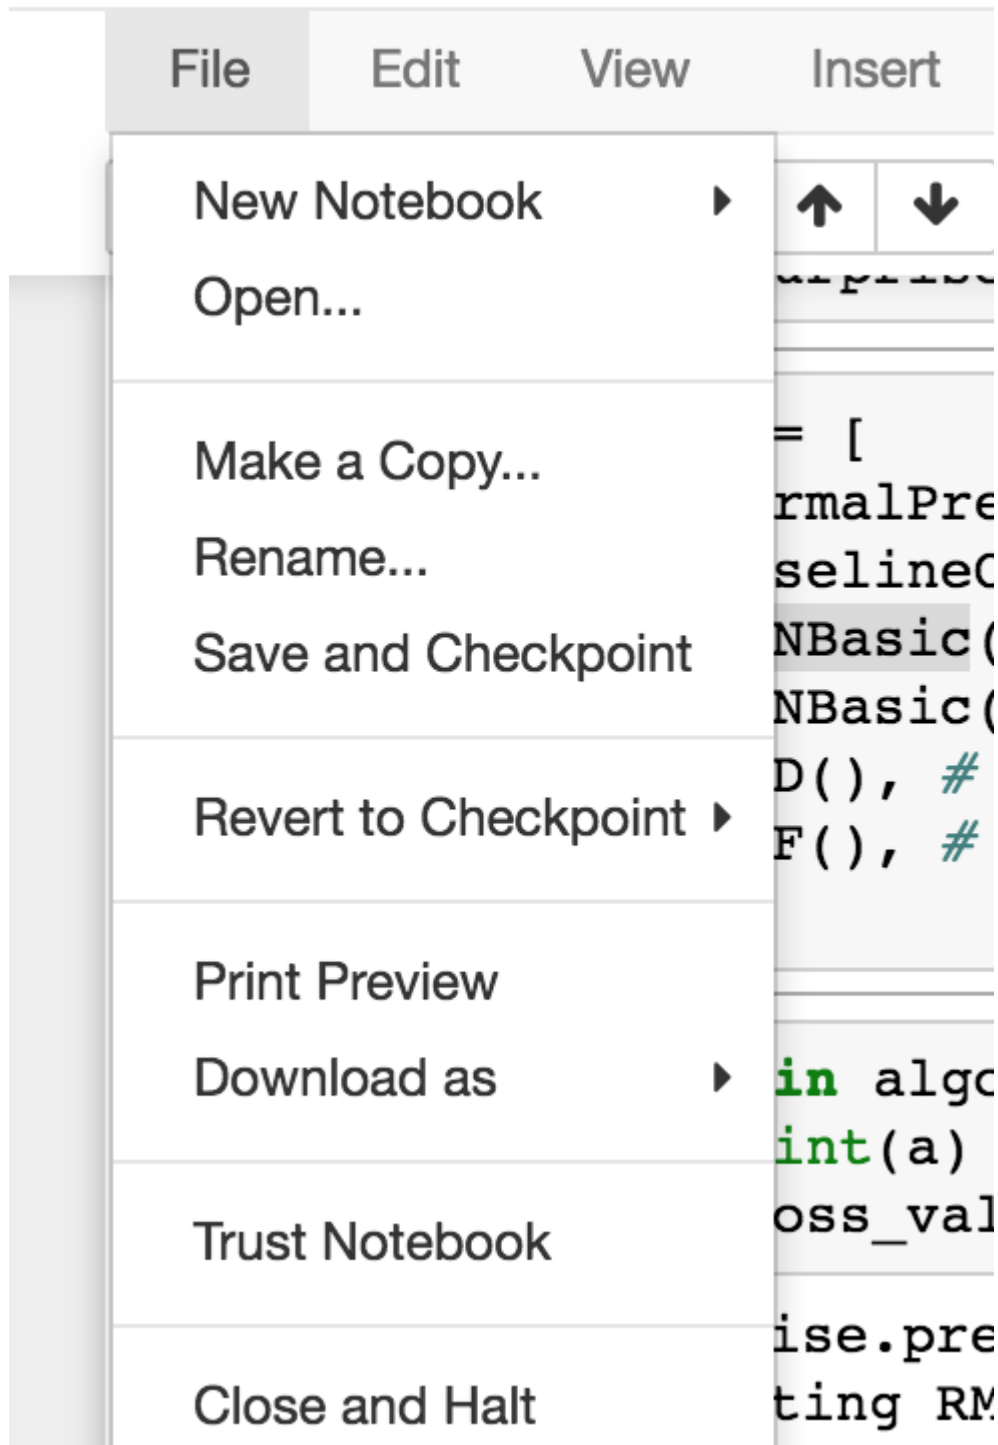 File Edit View Insert
New Notebook
Open...
= [
Make a Copy...
rmalPre
Rename...
selineC
Save and Checkpoint
NBasic(
NBasic(
D(), #
Revert to Checkpoint
F(), #
Print Preview
Download as
in algo
int(a)
oss_val
Trust Notebook
ise.pre
Close and Halt
ting RM